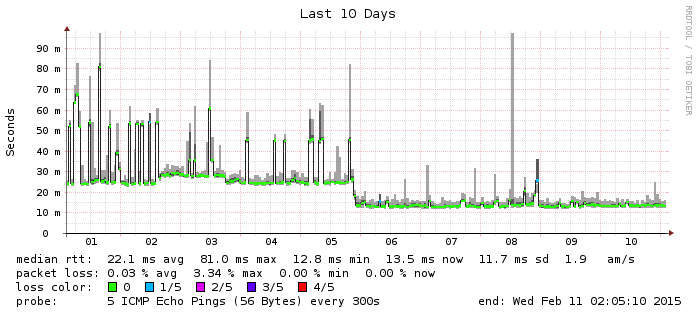 Last 10 Days
RRDTOOL / TOBI OETIKER
Seconds
90 m
80 m
70 m
60 m
50 m
40 m
30 m
20 m
10 m
0
01 02 03 04 05 06 07 08 09 10
median rtt: 22.1 ms avg 81.0 ms max 12.8 ms min 13.5 ms now 11.7 ms sd 1.9 am/s
packet loss: 0.03 % avg 3.34 % max 0.00 % min 0.00 % now
loss color: 0 1/5 2/5 3/5 4/5
probe: 5 ICMP Echo Pings (56 Bytes) every 300s end: Wed Feb 11 02:05:10 2015